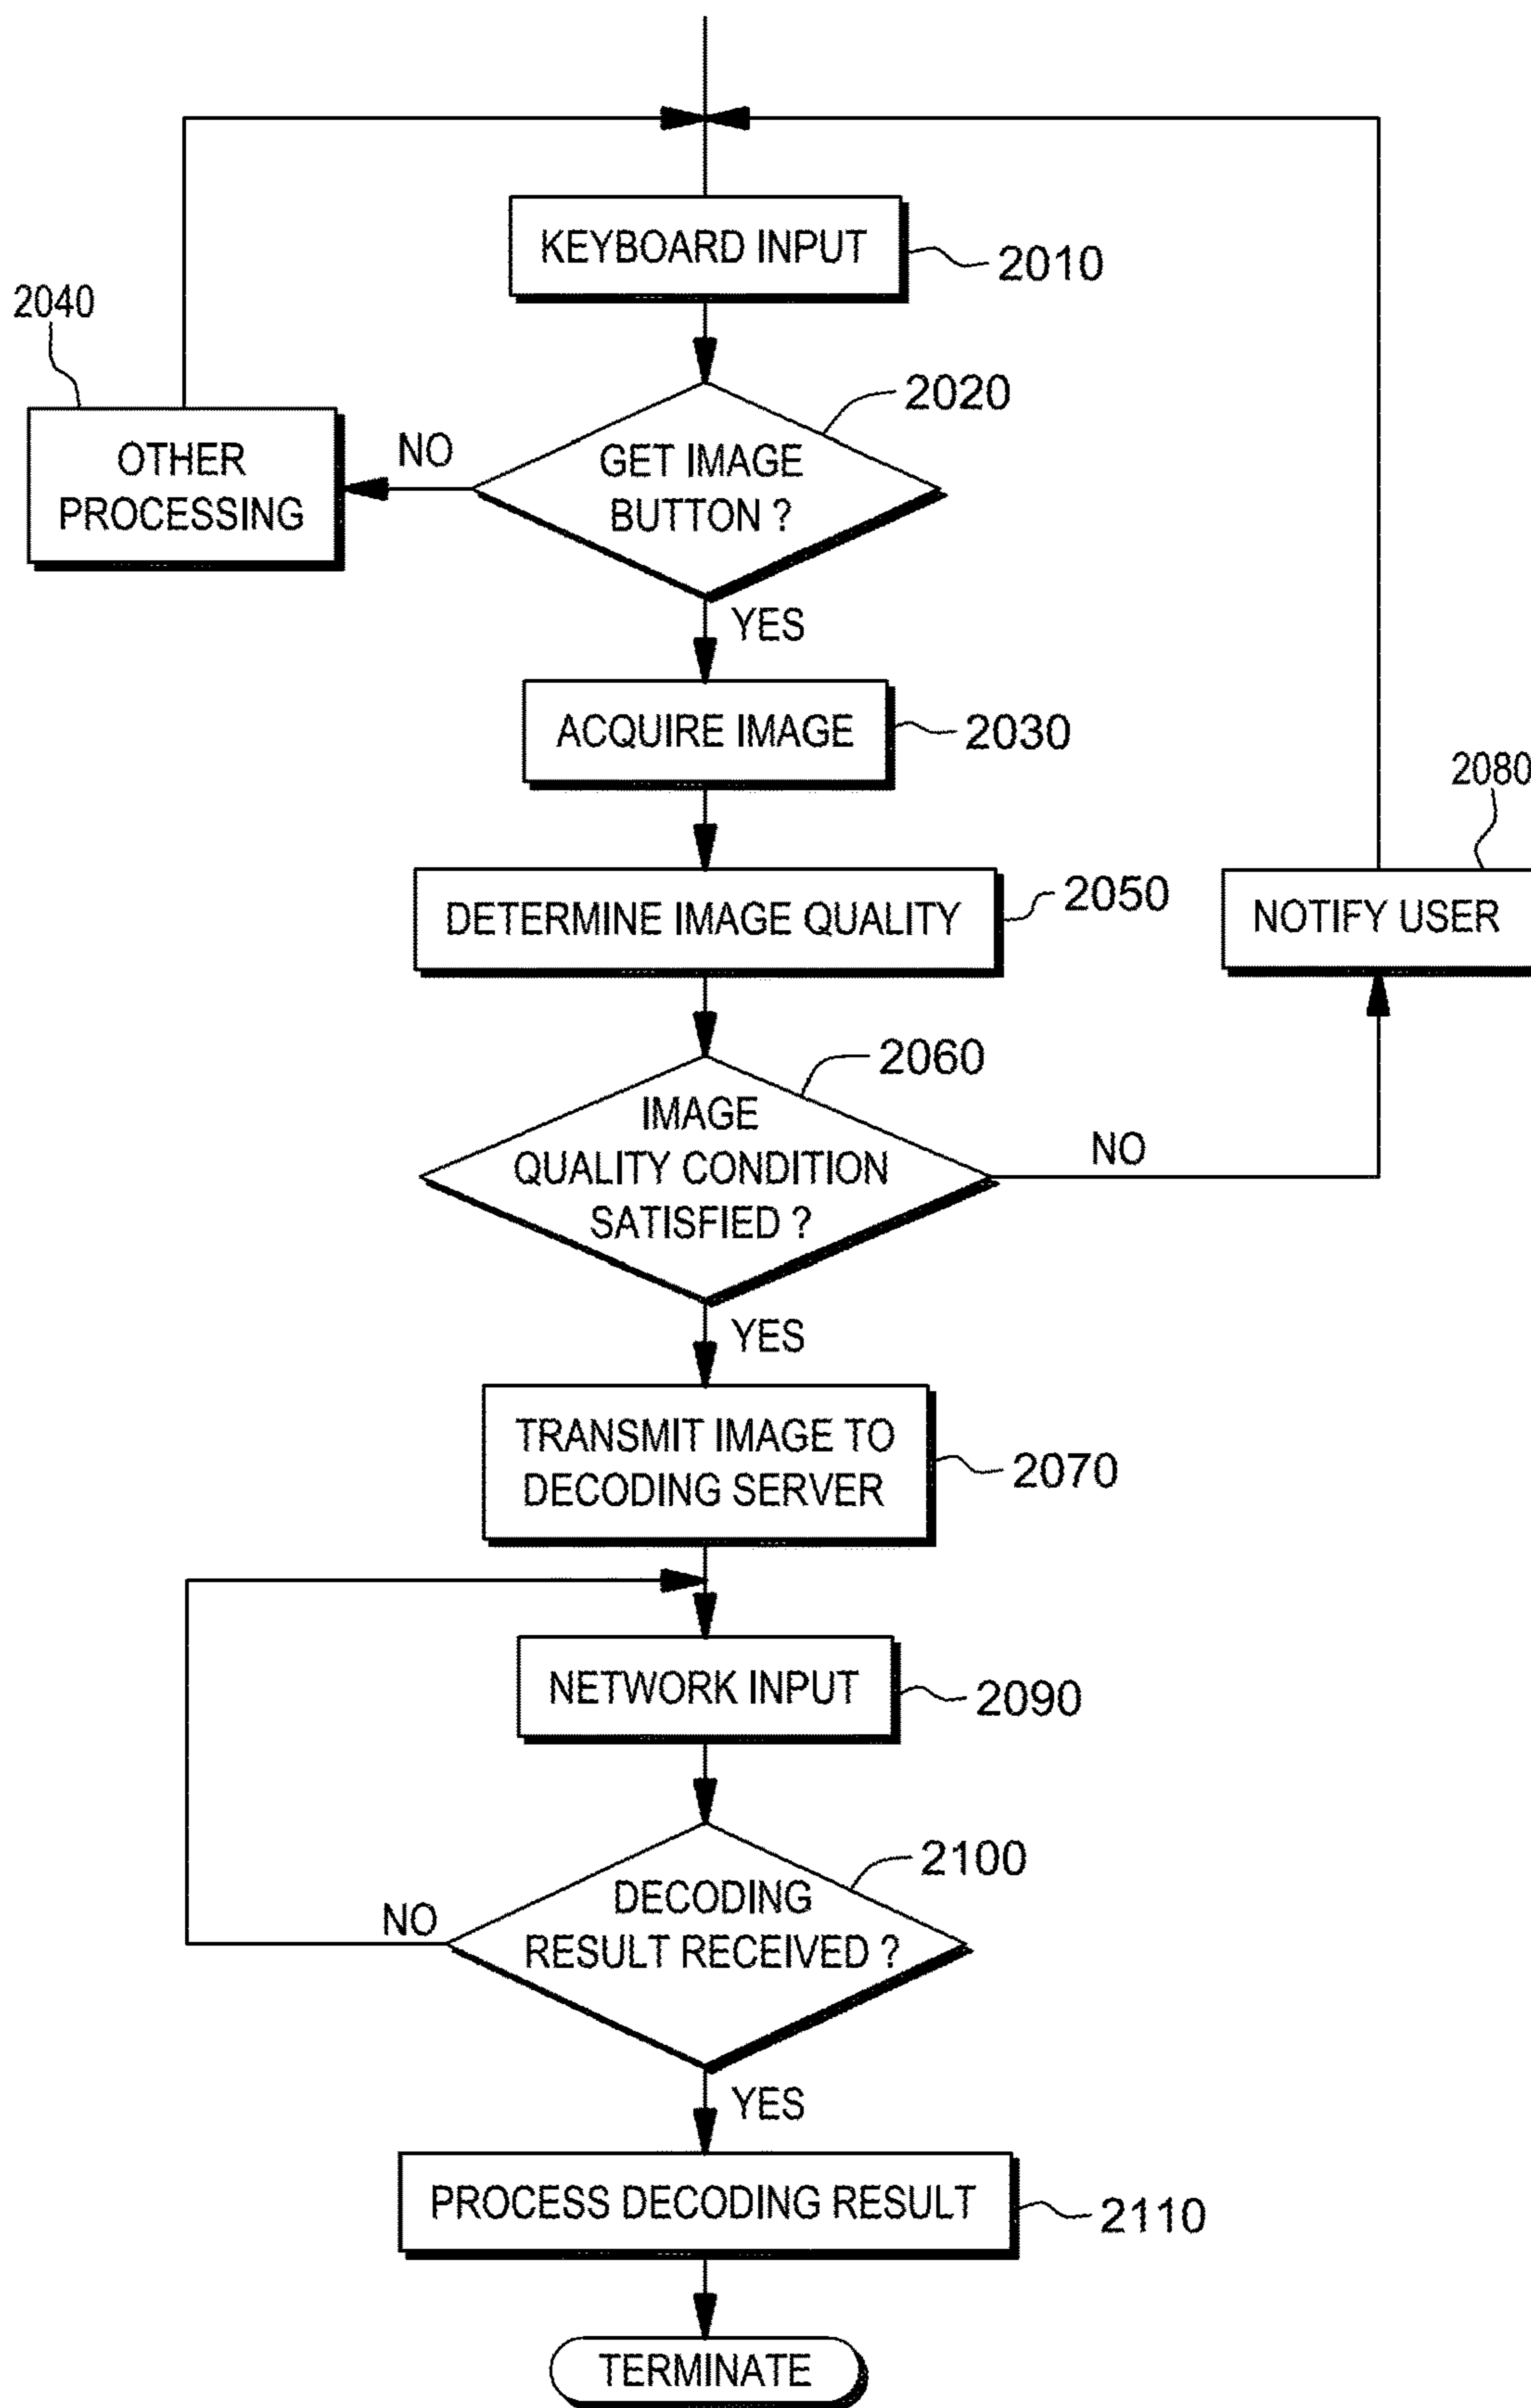 KEYBOARD INPUT
2010
2040
2020
OTHER
PROCESSING
NO
GET IMAGE
BUTTON ?
YES
ACQUIRE IMAGE
2030
2080
DETERMINE IMAGE QUALITY
2050
NOTIFY USER
2060
IMAGE
QUALITY CONDITION
SATISFIED ?
NO
YES
TRANSMIT IMAGE TO
DECODING SERVER
2070
NETWORK INPUT
2090
2100
DECODING
RESULT RECEIVED ?
NO
YES
PROCESS DECODING RESULT
2110
TERMINATE